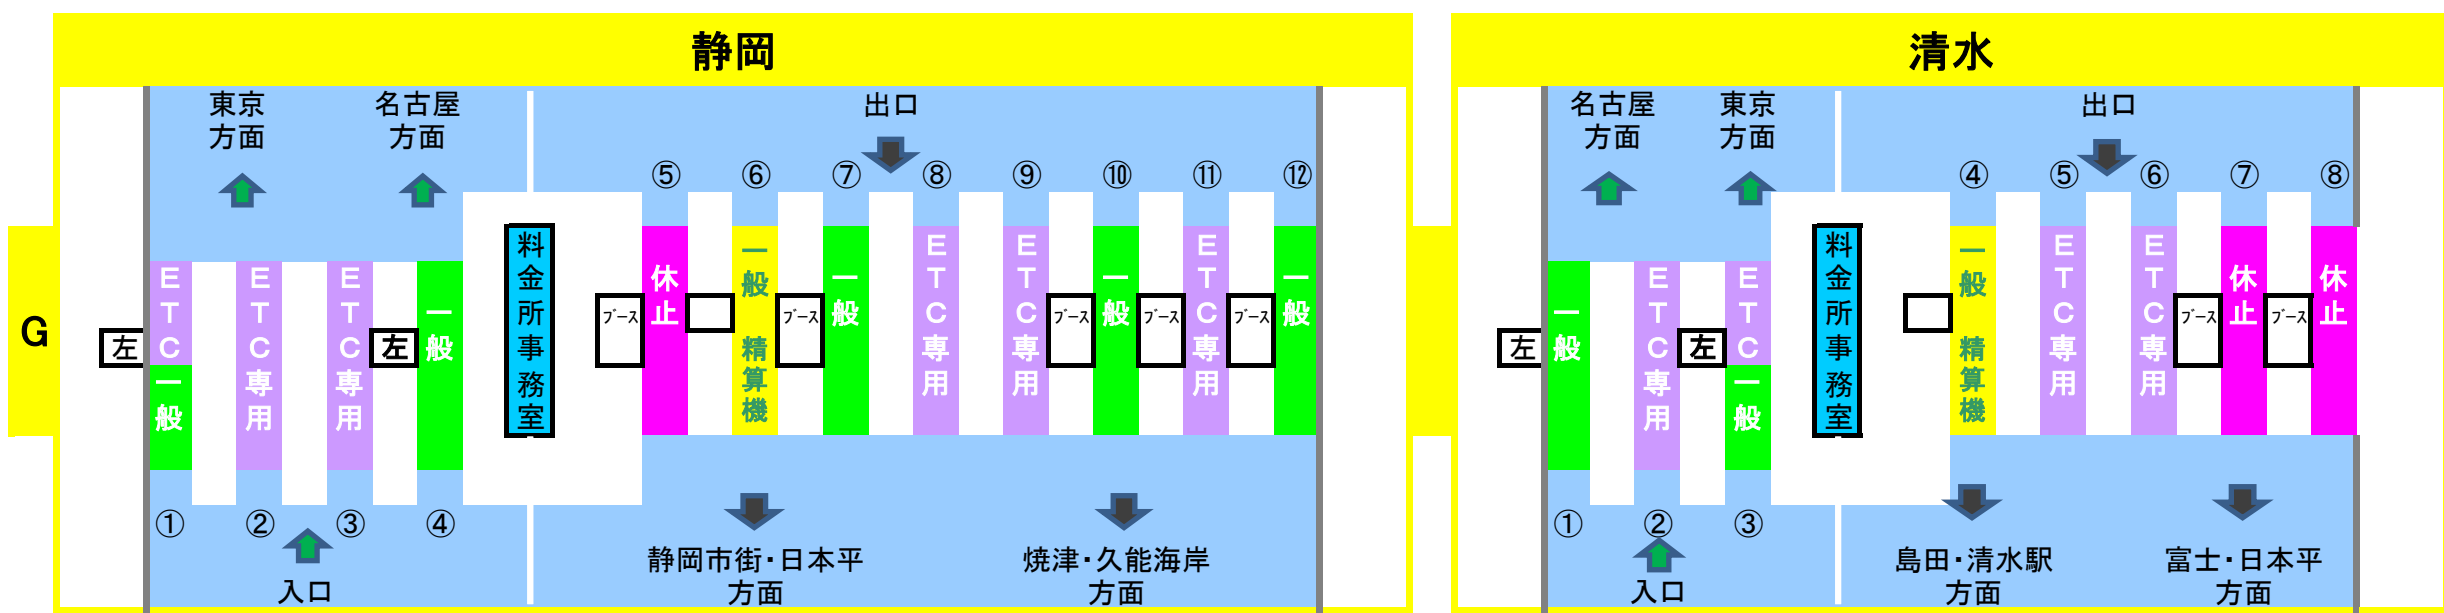 静岡
東京
方面
名古屋
方面
出口
⑤
⑥
⑦
⑧
⑨
⑩
⑪
⑫
G
左
ETC
一般
ETC専用
ETC専用
左
一般
料金所事務室
ブース
休止
一般 精算機
ブース
一般
ETC専用
ETC専用
ブース
一般
ブース
ETC専用
ブース
一般
①
②
③
④
入口
静岡市街・日本平
方面
焼津・久能海岸
方面
清水
名古屋
方面
東京
方面
出口
④
⑤
⑥
⑦
⑧
左
一般
ETC専用
左
ETC
一般
料金所事務室
一般 精算機
ETC専用
ETC専用
ブース
休止
ブース
休止
①
②
③
入口
島田・清水駅
方面
富士・日本平
方面